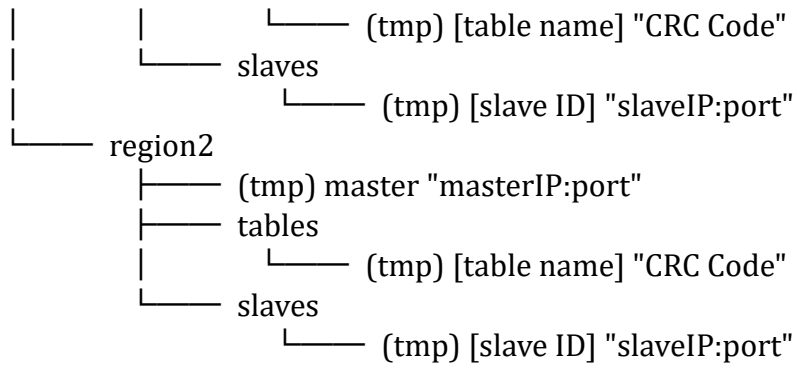 (tmp) [table name] "CRC Code"
slaves
(tmp) [slave ID] "slaveIP:port"
region2
(tmp) master "masterIP:port"
tables
(tmp) [table name] "CRC Code"
slaves
(tmp) [slave ID] "slaveIP:port"